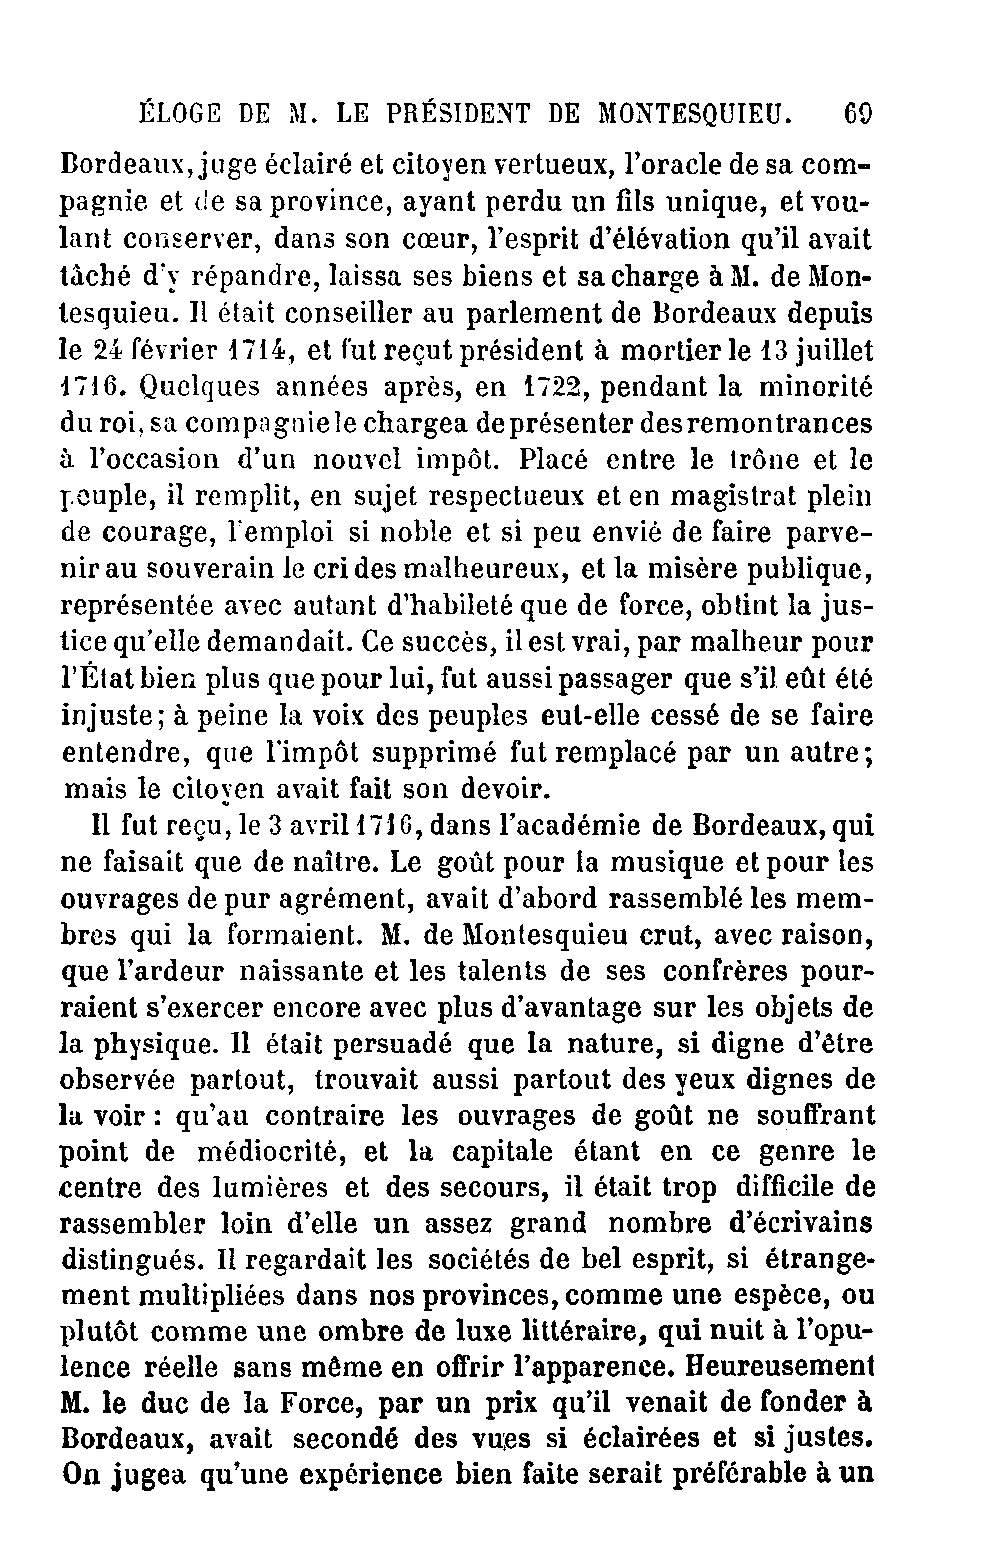 ÉLOGE DE M. LE PRÉSIDENT DE MONTESQUIEU. 69
Bordeaux, juge éclairé et citoyen vertueux, l'oracle de sa com-
pagnie et de sa province, ayant perdu un fils unique, et vou-
lant conserver, dans son cœur, l'esprit d'élévation qu'il avait
tâché d'y répandre, laissa ses biens et sa charge à M. de Mon-
tesquieu. Il était conseiller au parlement de Bordeaux depuis
le 24 février 1714, et fut reçut président à mortier le 13 juillet
1716. Quelques années après, en 1722, pendant la minorité
du roi, sa compagnie le chargea de présenter des remontrances
à l'occasion d'un nouvel impôt. Placé entre le trône et le
peuple, il remplit, en sujet respectueux et en magistrat plein
de courage, l'emploi si noble et si peu envié de faire parve-
nir au souverain le cri des malheureux, et la misère publique,
représentée avec autant d'habileté que de force, obtint la jus-
tice qu'elle demandait. Ce succès, il est vrai, par malheur pour
l'État bien plus que pour lui, fut aussi passager que s'il eût été
injuste; à peine la voix des peuples eut-elle cessé de se faire
entendre, que l'impôt supprimé fut remplacé par un autre;
mais le citoyen avait fait son devoir.
Il fut reçu, le 3 avril 1716, dans l'académie de Bordeaux, qui
ne faisait que de naître. Le goût pour la musique et pour les
ouvrages de pur agrément, avait d'abord rassemblé les mem-
bres qui la formaient. M. de Montesquieu crut, avec raison,
que l'ardeur naissante et les talents de ses confrères pour-
raient s'exercer encore avec plus d'avantage sur les objets de
la physique. Il était persuadé que la nature, si digne d'être
observée partout, trouvait aussi partout des yeux dignes de
la voir : qu'au contraire les ouvrages de goût ne souffrant
point de médiocrité, et la capitale étant en ce genre le
centre des lumières et des secours, il était trop difficile de
rassembler loin d'elle un assez grand nombre d'écrivains
distingués. Il regardait les sociétés de bel esprit, si étrange-
ment multipliées dans nos provinces, comme une espèce, ou
plutôt comme une ombre de luxe littéraire, qui nuit à l'opu-
lence réelle sans même en offrir l'apparence. Heureusement
M. le duc de la Force, par un prix qu'il venait de fonder à
Bordeaux, avait secondé des vues si éclairées et si justes.
On jugea qu'une expérience bien faite serait préférable à un